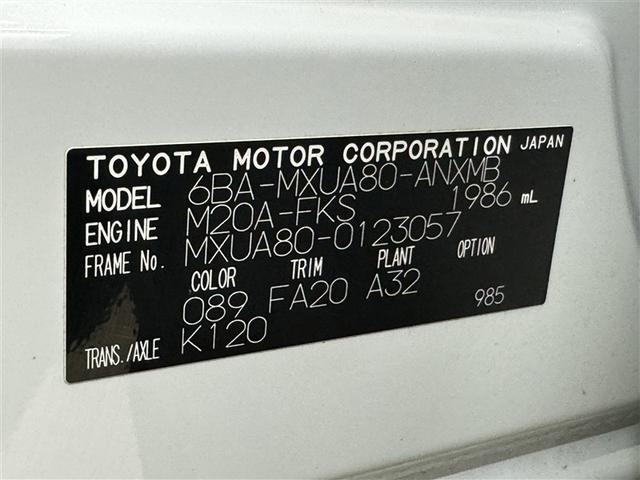 TOYOTA MOTOR CORPORATION JAPAN
MODEL 6BA-MXUA80-ANXMB
ENGINE M20A-FKS 1986 mL
FRAME No. MXUA80-0123057
COLOR TRIM PLANT OPTION
089 FA20 A32 985
TRANS./AXLE K120